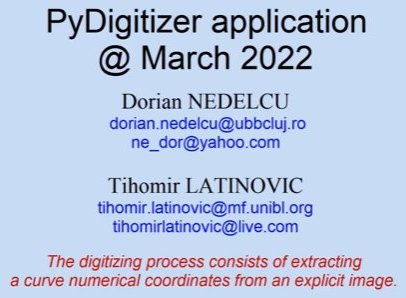 PyDigitizer application
@ March 2022
Dorian NEDELCU
dorian.nedelcu@ubbcluj.ro
ne_dor@yahoo.com
Tihomir LATINOVIC
tihomir.latinovic@mf.unibl.org
tihomirlatinovic@live.com
The digitizing process consists of extracting
a curve numerical coordinates from an explicit image.